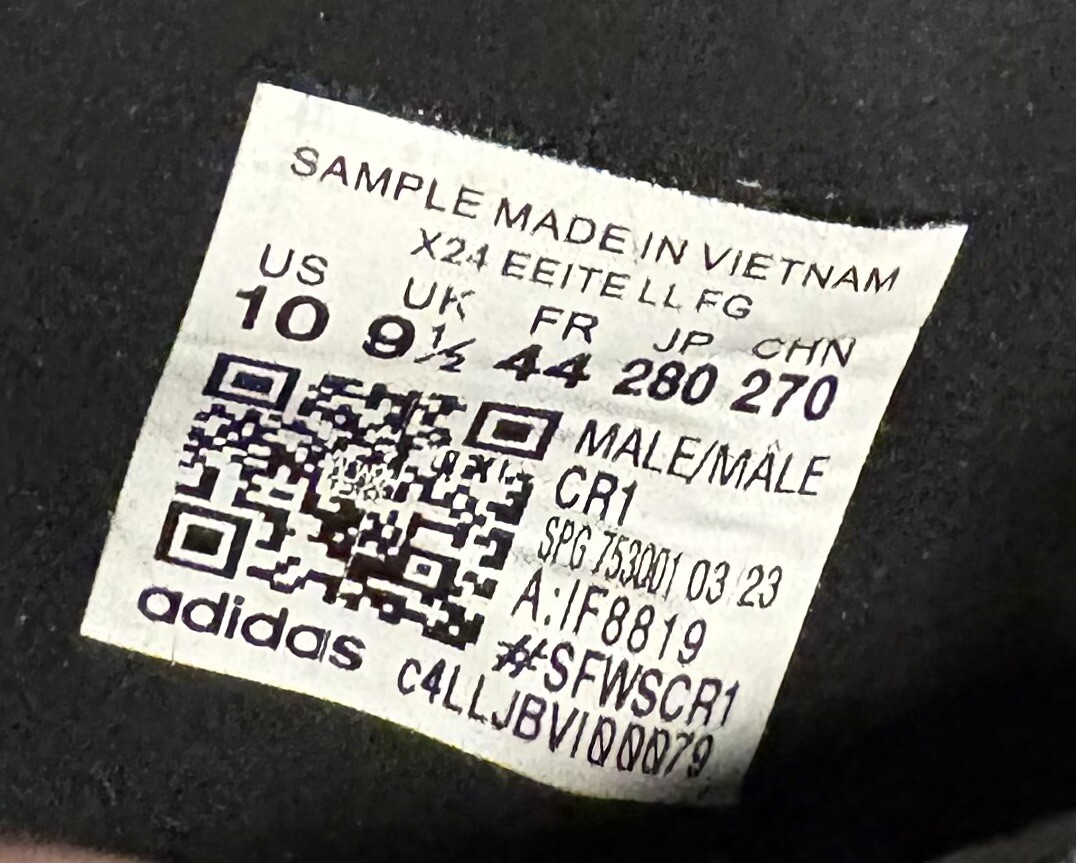 SAMPLE MADE IN VIETNAM
X24 EEITE LL FG
US UK FR JP CHN
10 9½ 44 280 270
MALE/MÂLE
CR1
SPG 753001 03/23
A:IF8819
#SFWSCR1
adidas c4LLJBVIQ0079